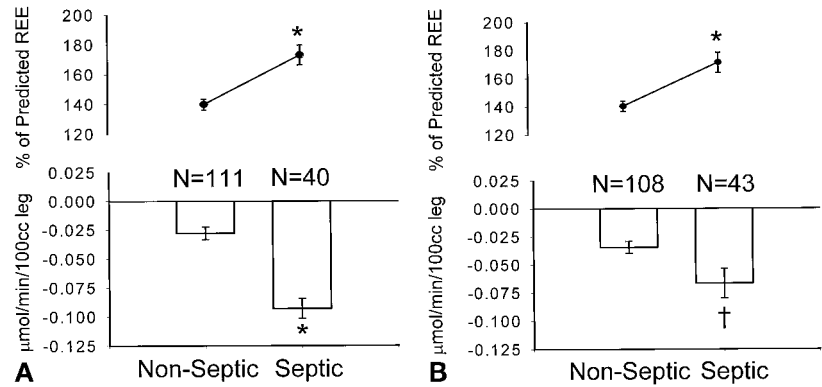 % of Predicted REE
200
180
160
140
120
*
µmol/min/100cc leg
0.025
0.000
-0.025
-0.050
-0.075
-0.100
-0.125
N=111 N=40
*
Non-Septic Septic
A
% of Predicted REE
200
180
160
140
120
*
µmol/min/100cc leg
0.025
0.000
-0.025
-0.050
-0.075
-0.100
-0.125
N=108 N=43
†
Non-Septic Septic
B